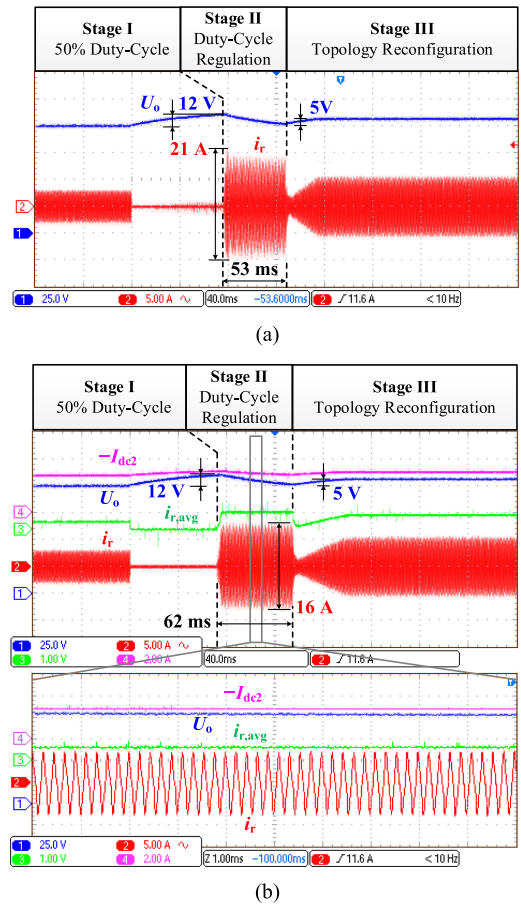 Stage I
50% Duty-Cycle
Stage II
Duty-Cycle
Regulation
Stage III
Topology Reconfiguration
Uo
12 V
5V
21 A
ir
2
1
53 ms
1 25.0 V 2 5.00 A ∿ 40.0ms −53.6000ms 2 ∫ 11.6 A < 10 Hz
(a)
Stage I
50% Duty-Cycle
Stage II
Duty-Cycle
Regulation
Stage III
Topology Reconfiguration
−Idc2
Uo
12 V
5 V
4
3
ir,avg
ir
2
1
16 A
62 ms
1 25.0 V 2 5.00 A ∿ 40.0ms 2 ∫ 11.6 A
3 1.00 V 4 2.00 A
−Idc2
Uo
4
ir,avg
3
2
1
ir
1 25.0 V 2 5.00 A ∿ Z 1.00ms −100.000ms 2 ∫ 11.6 A < 10 Hz
3 1.00 V 4 2.00 A
(b)